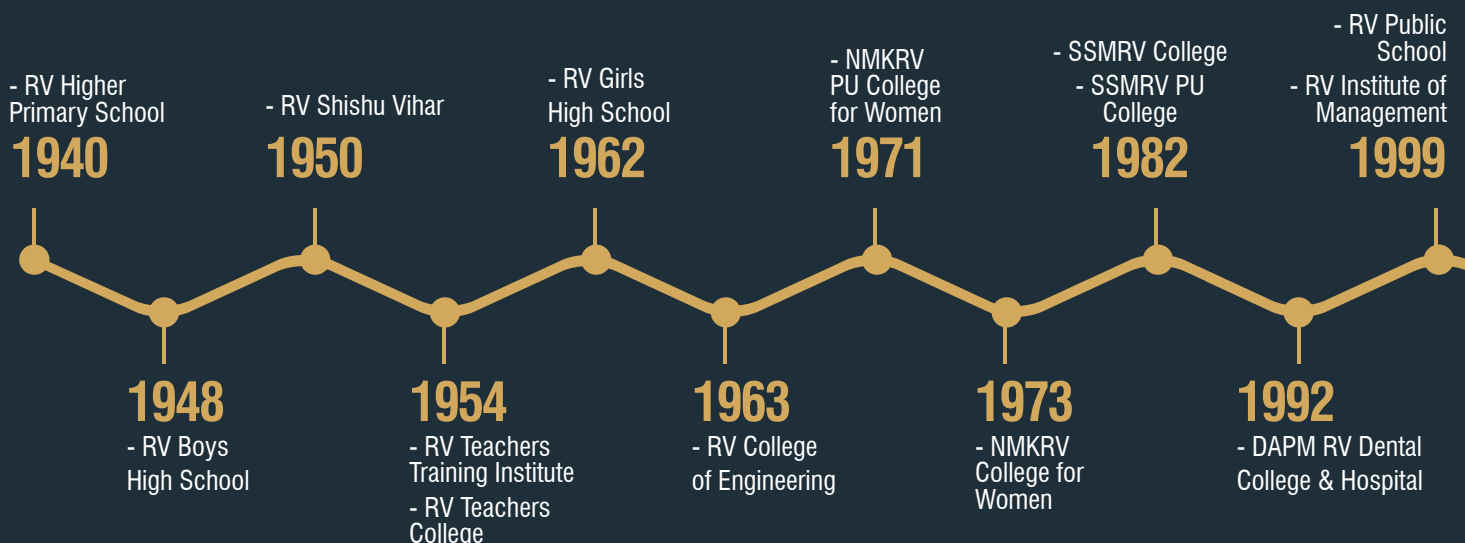 - RV Higher
Primary School
1940
- RV Shishu Vihar
1950
- RV Girls
High School
1962
- NMKRV
PU College
for Women
1971
- SSMRV College
- SSMRV PU
College
1982
- RV Public
School
- RV Institute of
Management
1999
1948
- RV Boys
High School
1954
- RV Teachers
Training Institute
- RV Teachers
College
1963
- RV College
of Engineering
1973
- NMKRV
College for
Women
1992
- DAPM RV Dental
College & Hospital